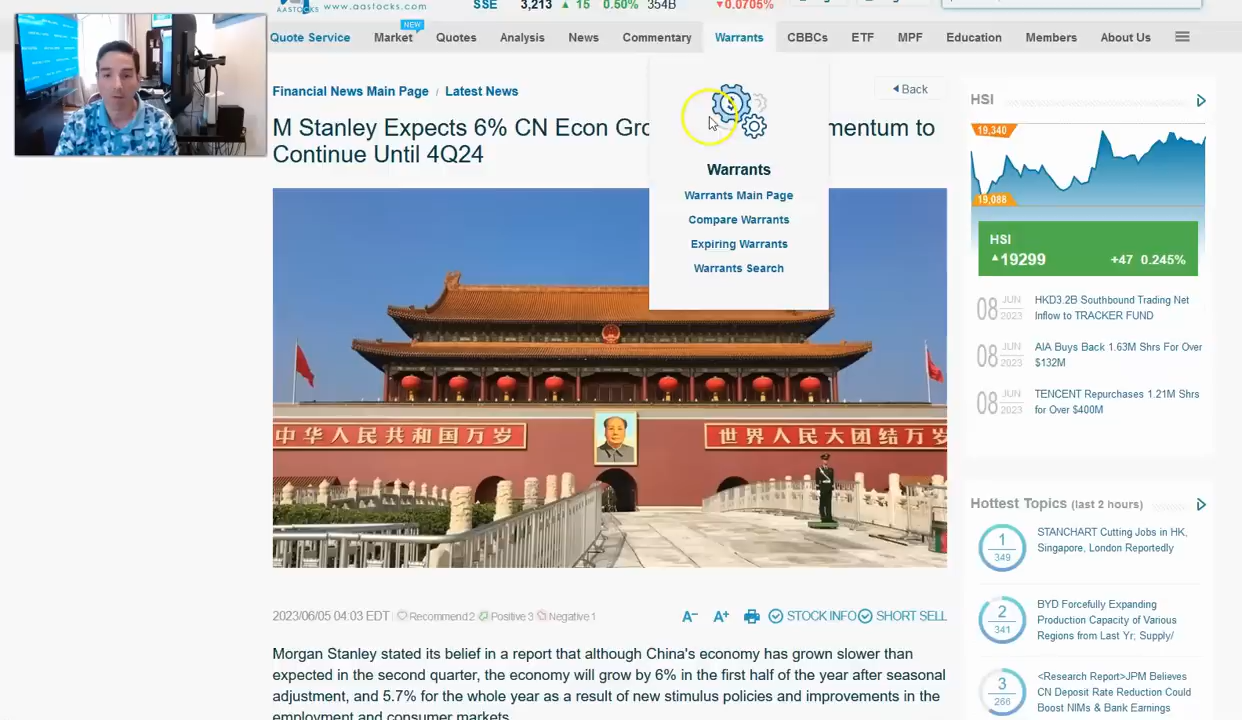 AASTOCKS
www.aastocks.com
SSE 3,213 ▲ 15 0.50% 354B ▼0.0705%
Quote Service
Market
NEW
Quotes
Analysis
News
Commentary
Warrants
CBBCs
ETF
MPF
Education
Members
About Us
Financial News Main Page / Latest News
Back
M Stanley Expects 6% CN Econ Gro mentum to
Continue Until 4Q24
Warrants
Warrants Main Page
Compare Warrants
Expiring Warrants
Warrants Search
中华人民共和国万岁
世界人民大团结万岁
2023/06/05 04:03 EDT Recommend 2 Positive 3 Negative 1
A- A+ STOCK INFO SHORT SELL
Morgan Stanley stated its belief in a report that although China's economy has grown slower than
expected in the second quarter, the economy will grow by 6% in the first half of the year after seasonal
adjustment, and 5.7% for the whole year as a result of new stimulus policies and improvements in the
employment and consumer markets.
HSI
19,340
19,088
HSI
▲19299 +47 0.245%
08 JUN 2023
HKD3.2B Southbound Trading Net
Inflow to TRACKER FUND
08 JUN 2023
AIA Buys Back 1.63M Shrs For Over
$132M
08 JUN 2023
TENCENT Repurchases 1.21M Shrs
for Over $400M
Hottest Topics (last 2 hours)
1
349
STANCHART Cutting Jobs in HK,
Singapore, London Reportedly
2
341
BYD Forcefully Expanding
Production Capacity of Various
Regions from Last Yr; Supply/
3
266
<Research Report>JPM Believes
CN Deposit Rate Reduction Could
Boost NIMs & Bank Earnings